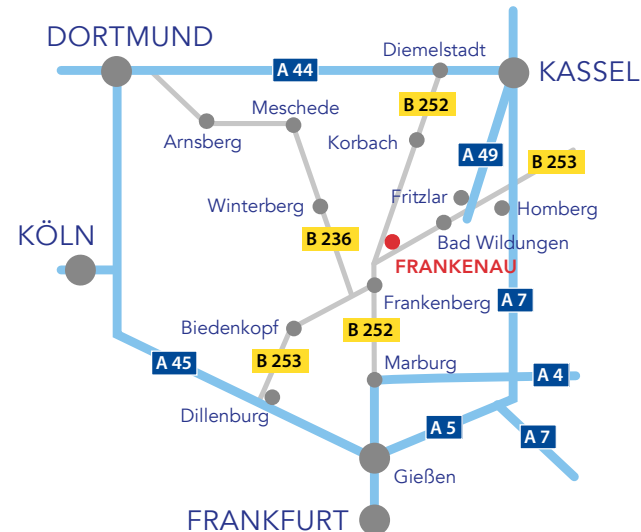 DORTMUND
Diemelstadt
A 44
KASSEL
B 252
Meschede
Arnsberg
Korbach
A 49
B 253
Fritzlar
Winterberg
Homberg
KÖLN
B 236
Bad Wildungen
FRANKENAU
Frankenberg
A 7
Biedenkopf
B 252
B 253
A 45
Marburg
A 4
Dillenburg
A 5
A 7
Gießen
FRANKFURT